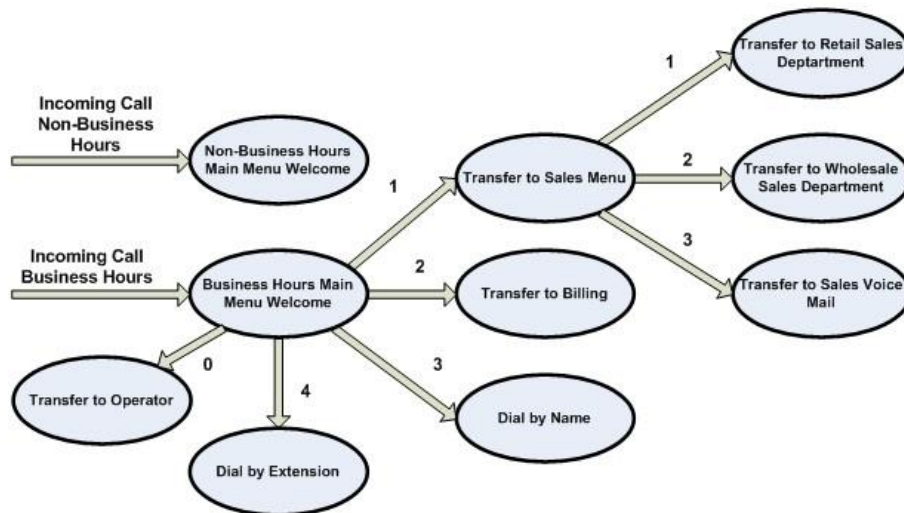 Incoming Call
Non-Business
Hours
Non-Business Hours
Main Menu Welcome
Incoming Call
Business Hours
Business Hours Main
Menu Welcome
0
Transfer to Operator
4
Dial by Extension
3
Dial by Name
2
Transfer to Billing
1
Transfer to Sales Menu
1
Transfer to Retail Sales
Deptartment
2
Transfer to Wholesale
Sales Department
3
Transfer to Sales Voice
Mail